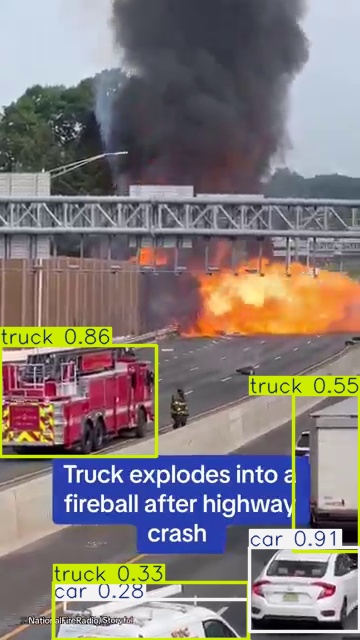 truck 0.86
truck 0.55
Truck explodes into a
fireball after highway
crash
car 0.91
truck 0.33
car 0.28
NationalFireRadio, Storyful